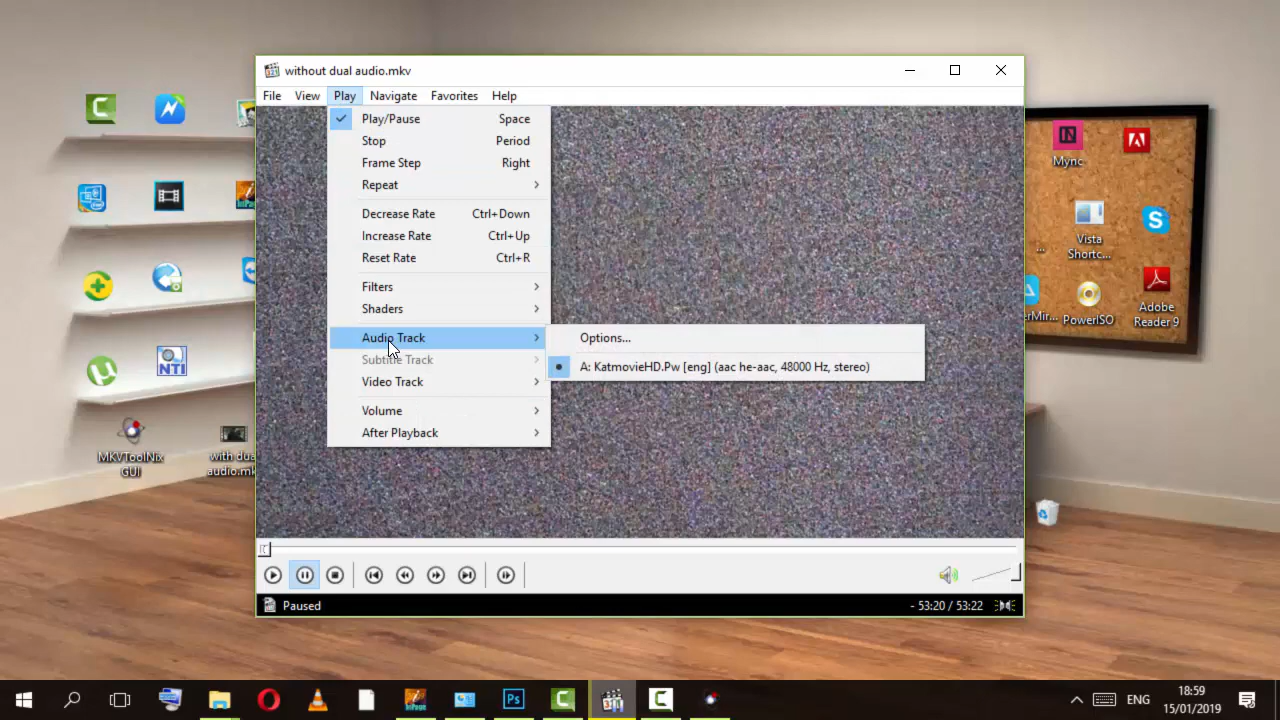 without dual audio.mkv
File View Play Navigate Favorites Help
Play/Pause Space
Stop Period
Frame Step Right
Repeat
Decrease Rate Ctrl+Down
Increase Rate Ctrl+Up
Reset Rate Ctrl+R
Filters
Shaders
Audio Track
Options...
Subtitle Track
A: KatmovieHD.Pw [eng] (aac he-aac, 48000 Hz, stereo)
Video Track
Volume
After Playback
Paused
- 53:20 / 53:22
Mync
Vista
Shortc...
...
PowerISO
Adobe
Reader 9
NTI
MKVToolNix
GUI
with dua
audio.mk
Ps
ENG
18:59
15/01/2019